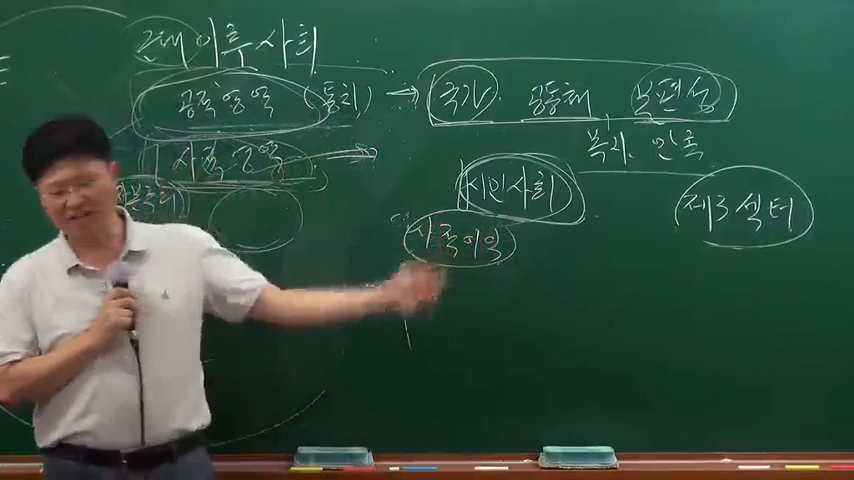 근대 이후 사회
공적영역 (통치) → 국가 공동체 보편성
복지. 민족
사적영역
시민사회
제3섹터
사적이익